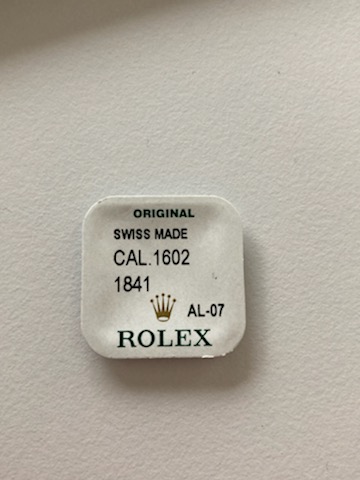 ORIGINAL
SWISS MADE
CAL.1602
1841
AL-07
ROLEX